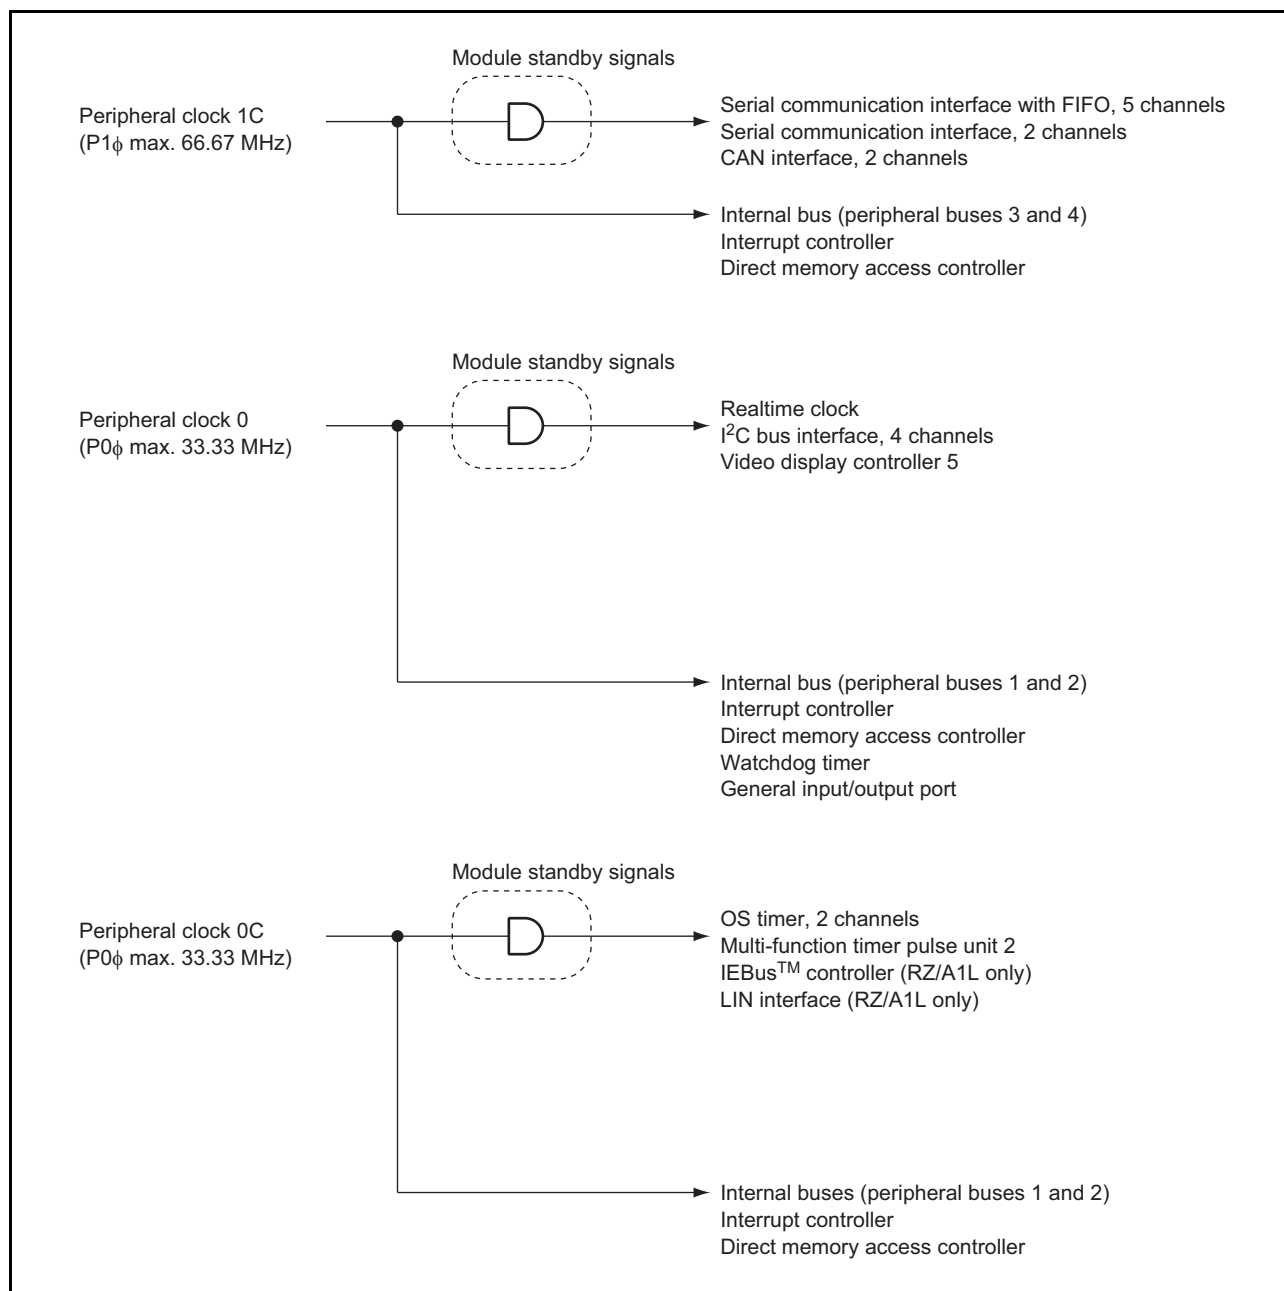 Module standby signals
Peripheral clock 1C
(P1ϕ max. 66.67 MHz)
Serial communication interface with FIFO, 5 channels
Serial communication interface, 2 channels
CAN interface, 2 channels
Internal bus (peripheral buses 3 and 4)
Interrupt controller
Direct memory access controller
Module standby signals
Peripheral clock 0
(P0ϕ max. 33.33 MHz)
Realtime clock
I²C bus interface, 4 channels
Video display controller 5
Internal bus (peripheral buses 1 and 2)
Interrupt controller
Direct memory access controller
Watchdog timer
General input/output port
Module standby signals
Peripheral clock 0C
(P0ϕ max. 33.33 MHz)
OS timer, 2 channels
Multi-function timer pulse unit 2
IEBus™ controller (RZ/A1L only)
LIN interface (RZ/A1L only)
Internal buses (peripheral buses 1 and 2)
Interrupt controller
Direct memory access controller